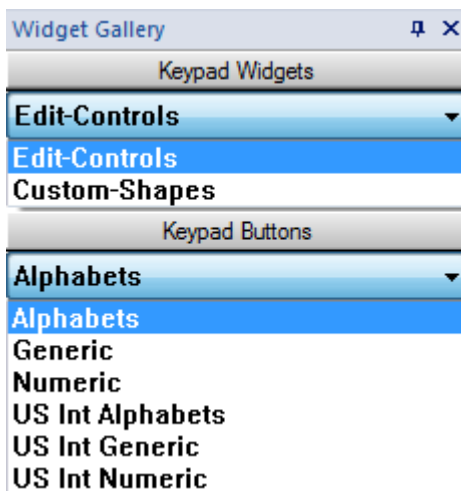 Widget Gallery
Keypad Widgets
Edit-Controls
Edit-Controls
Custom-Shapes
Keypad Buttons
Alphabets
Alphabets
Generic
Numeric
US Int Alphabets
US Int Generic
US Int Numeric